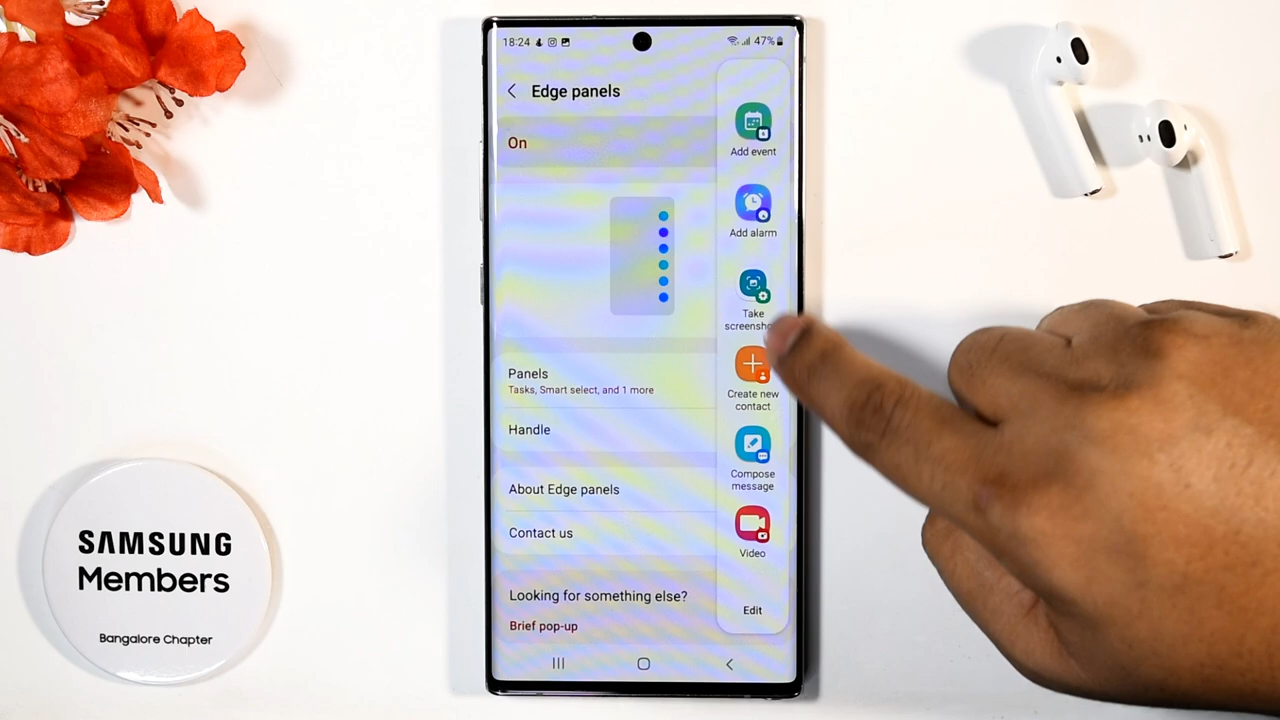 18:24
47%
Edge panels
On
Panels
Tasks, Smart select, and 1 more
Handle
About Edge panels
Contact us
Looking for something else?
Brief pop-up
Add event
Add alarm
Take
Create new
contact
Compose
message
Video
Edit
SAMSUNG
Members
Bangalore Chapter